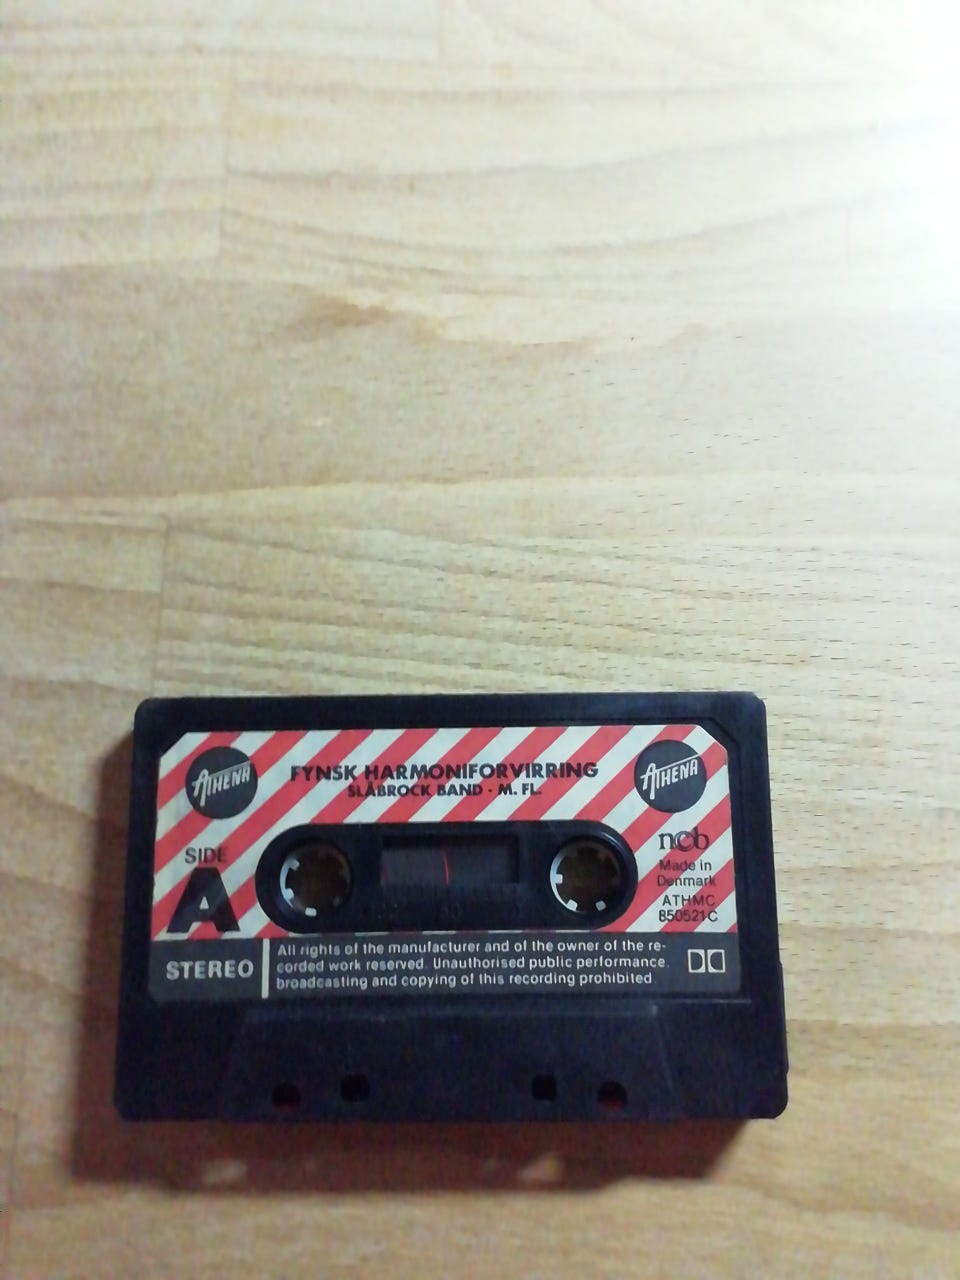 ATHENA
FYNSK HARMONIFORVIRRING
SLÅBROCK BAND - M. FL.
ATHENA
SIDE
A
ncb
Made in
Denmark
ATHMC
850521C
STEREO
All rights of the manufacturer and of the owner of the re-
corded work reserved. Unauthorised public performance,
broadcasting and copying of this recording prohibited